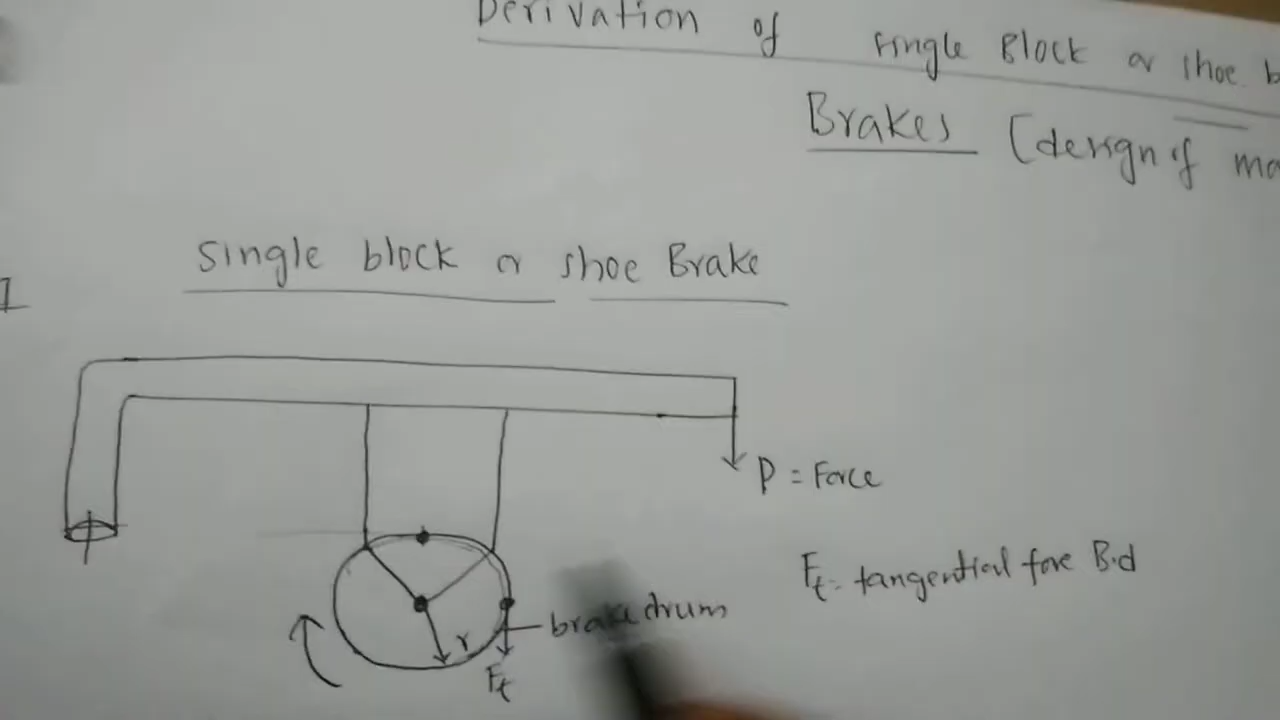 Derivation of single Block or shoe b
Brakes (design of ma
I
Single block or shoe Brake
P = Force
Ft = tangential force B.d
brake drum
r
Ft